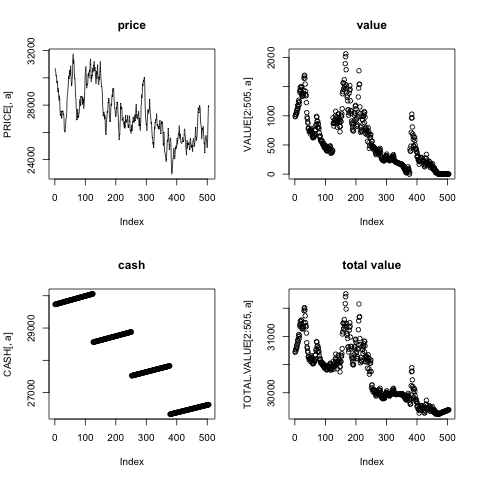 price
PRICE[, a]
24000 28000 32000
0 100 200 300 400 500
Index
value
VALUE[2:505, a]
0 500 1000 2000
0 100 200 300 400 500
Index
cash
CASH[, a]
27000 29000
0 100 200 300 400 500
Index
total value
TOTAL.VALUE[2:505, a]
30000 31000
0 100 200 300 400 500
Index